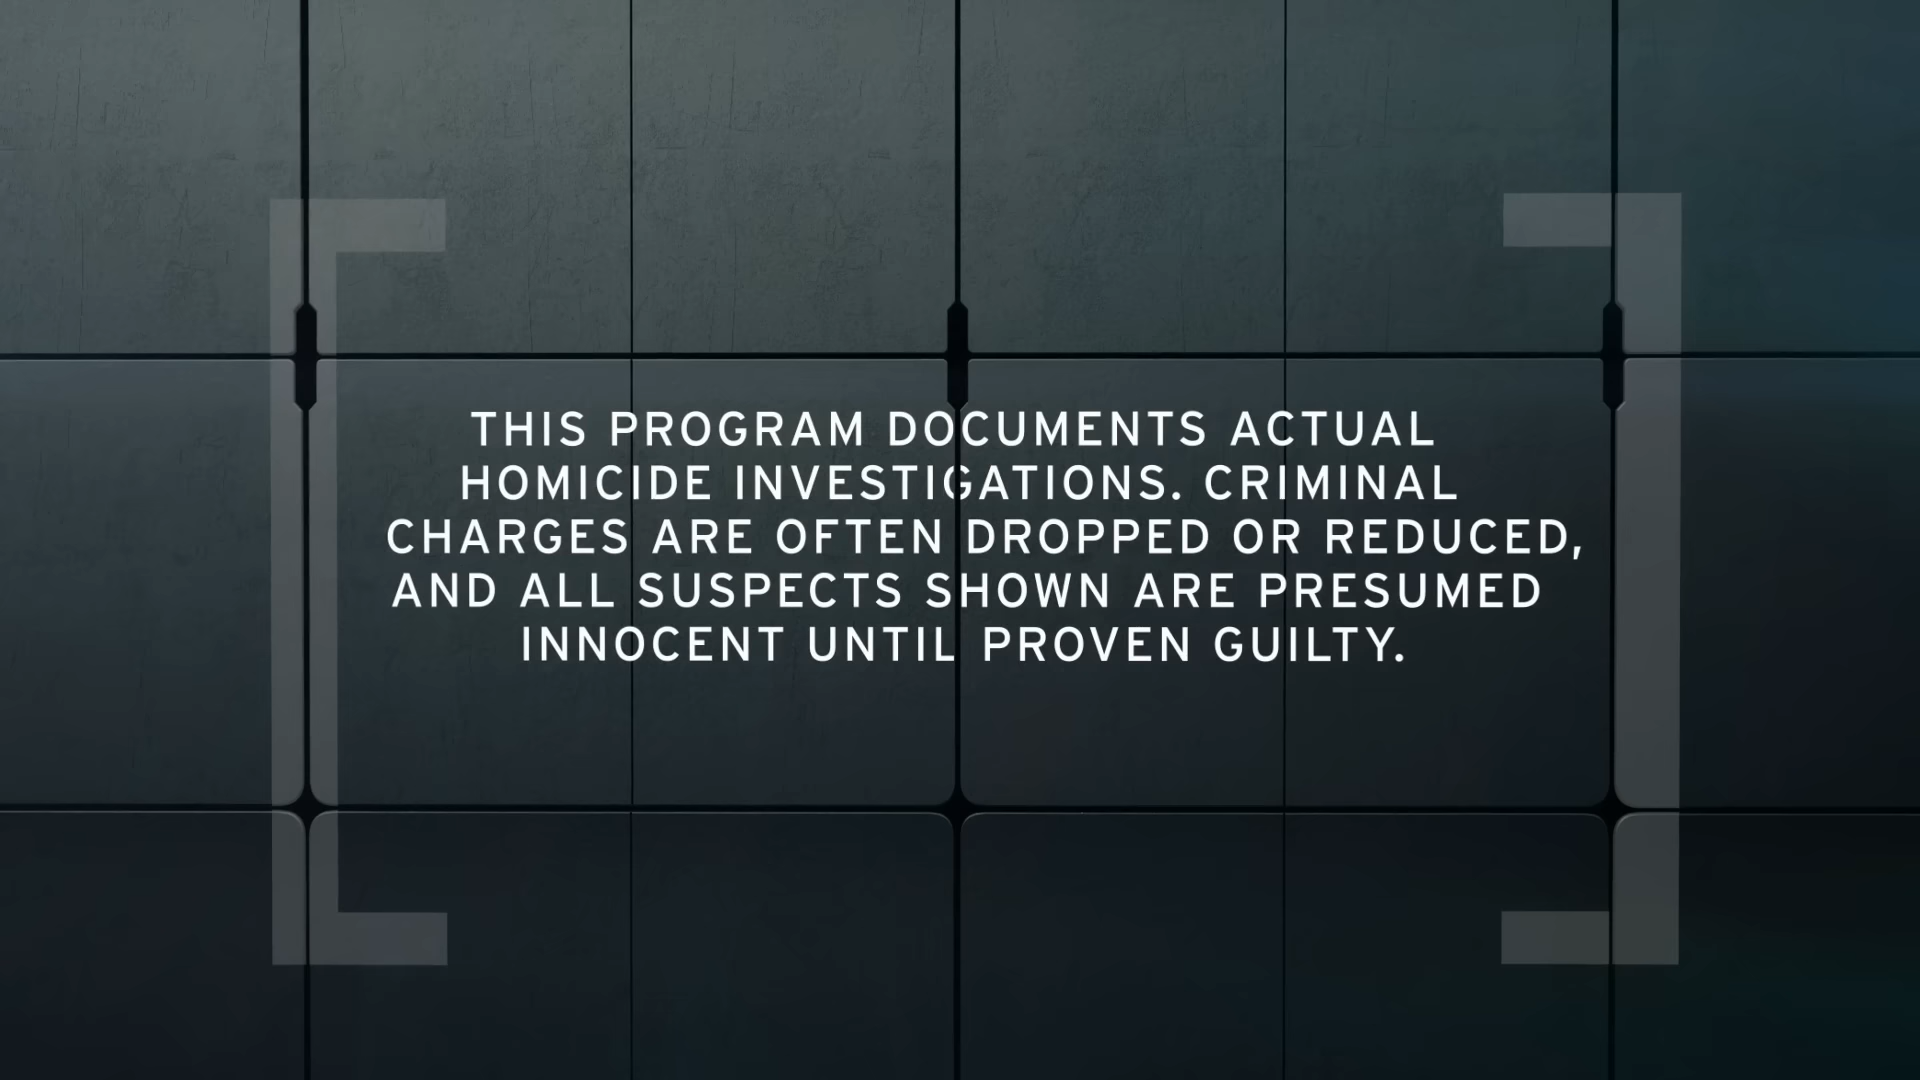 THIS PROGRAM DOCUMENTS ACTUAL
HOMICIDE INVESTIGATIONS. CRIMINAL
CHARGES ARE OFTEN DROPPED OR REDUCED,
AND ALL SUSPECTS SHOWN ARE PRESUMED
INNOCENT UNTIL PROVEN GUILTY.